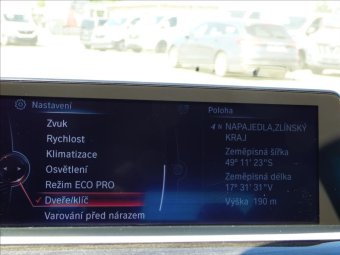 Nastavení
Zvuk
Rychlost
Klimatizace
Osvětlení
Režim ECO PRO
Dveře/klíč
Varování před nárazem
Poloha
N NAPAJEDLA,ZLÍNSKÝ
KRAJ
Zeměpisná šířka
49° 11'23"S
Zeměpisná délka
17° 31'31"V
Výška 190 m